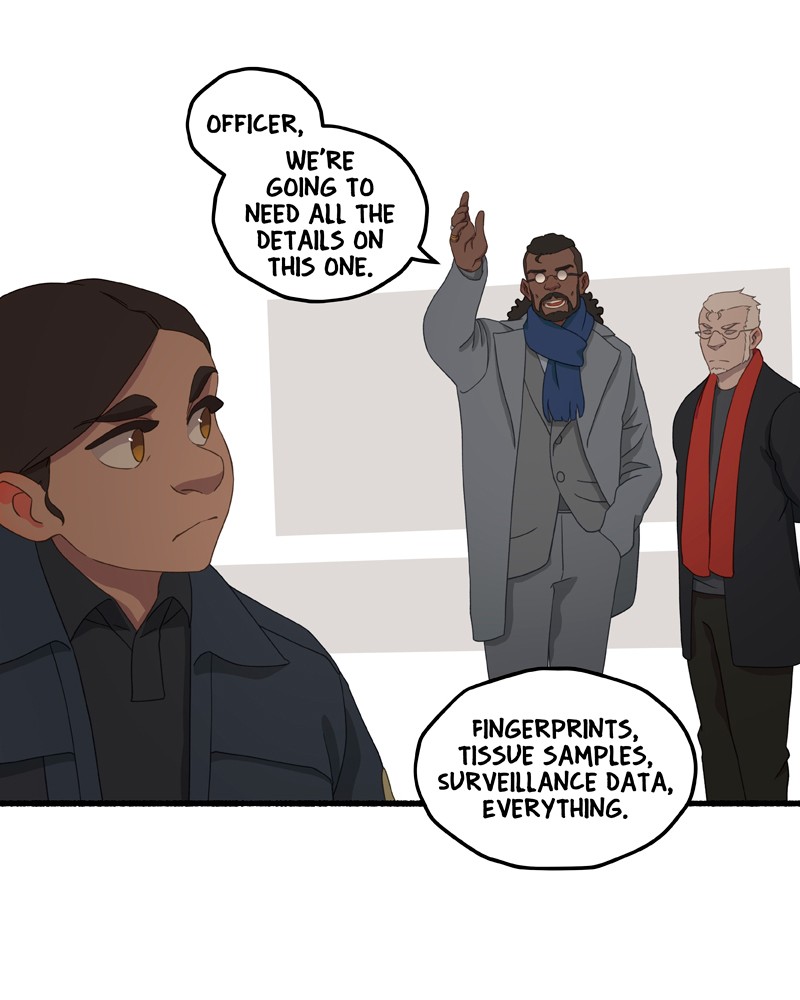 OFFICER,
WE'RE
GOING TO
NEED ALL THE
DETAILS ON
THIS ONE.
FINGERPRINTS,
TISSUE SAMPLES,
SURVEILLANCE DATA,
EVERYTHING.